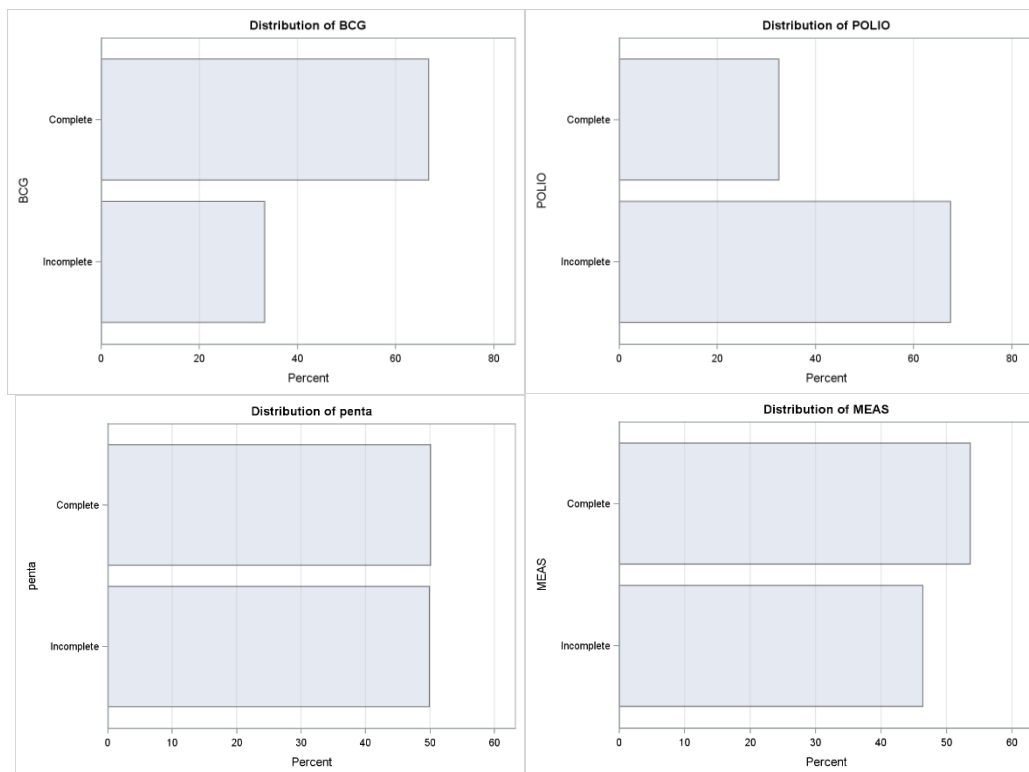 Distribution of BCG
Complete
Incomplete
BCG
0 20 40 60 80
Percent
Distribution of POLIO
Complete
Incomplete
POLIO
0 20 40 60 80
Percent
Distribution of penta
Complete
Incomplete
penta
0 10 20 30 40 50 60
Percent
Distribution of MEAS
Complete
Incomplete
MEAS
0 10 20 30 40 50 60
Percent